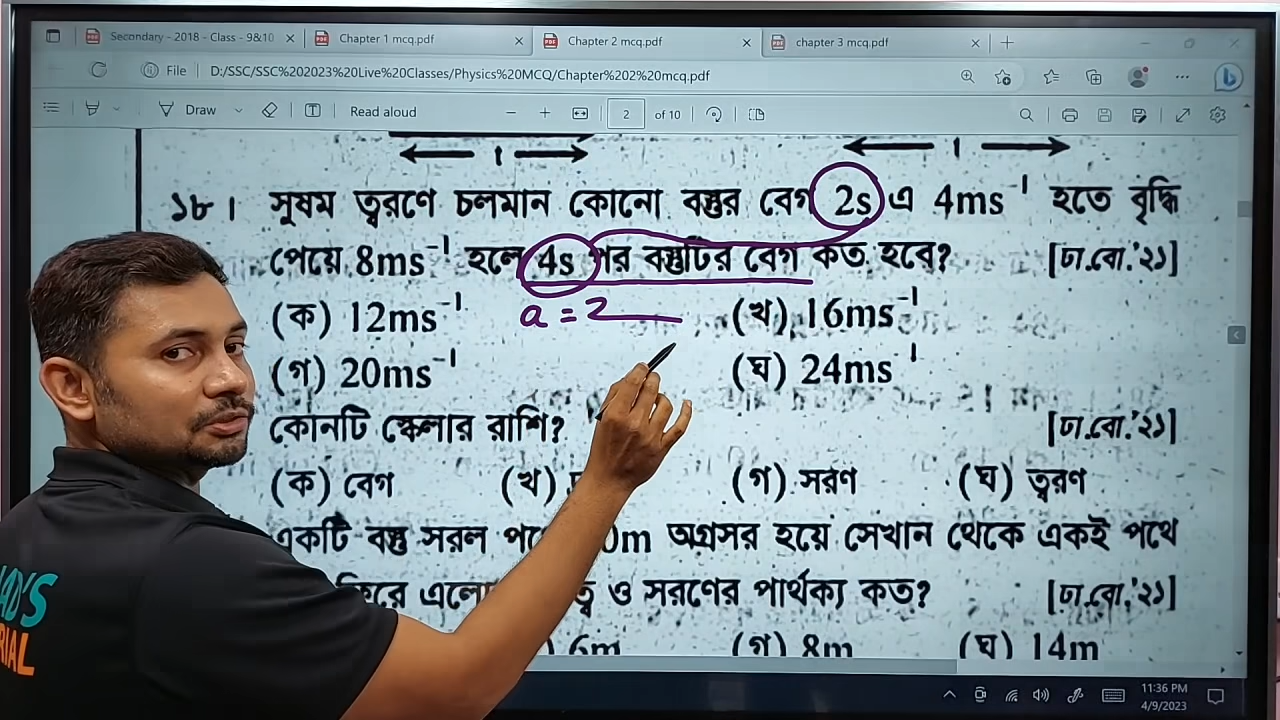 Secondary - 2018 - Class - 9&10
Chapter 1 mcq.pdf
Chapter 2 mcq.pdf
chapter 3 mcq.pdf
File D:/SSC/SSC%202023%20Live%20Classes/Physics%20MCQ/Chapter%202%20mcq.pdf
Draw Read aloud 2 of 10
t
১৮। সুষম ত্বরণে চলমান কোনো বস্তুর বেগ 2s এ 4ms⁻¹ হতে বৃদ্ধি
পেয়ে 8ms⁻¹ হলে 4s পর বস্তুটির বেগ কত হবে? [ঢা.বো.'২১]
(ক) 12ms⁻¹ (খ) 16ms⁻¹
a = 2
(গ) 20ms⁻¹ (ঘ) 24ms⁻¹
কোনটি স্কেলার রাশি? [ঢা.বো.'২১]
(ক) বেগ (খ) (গ) সরণ (ঘ) ত্বরণ
একটি বস্তু সরল অগ্রসর হয়ে সেখান থেকে একই পথে
ও সরণের পার্থক্য কত? [ঢা.বো.'২১]
6m (গ) 8m (ঘ) 14m
11:36 PM
4/9/2023